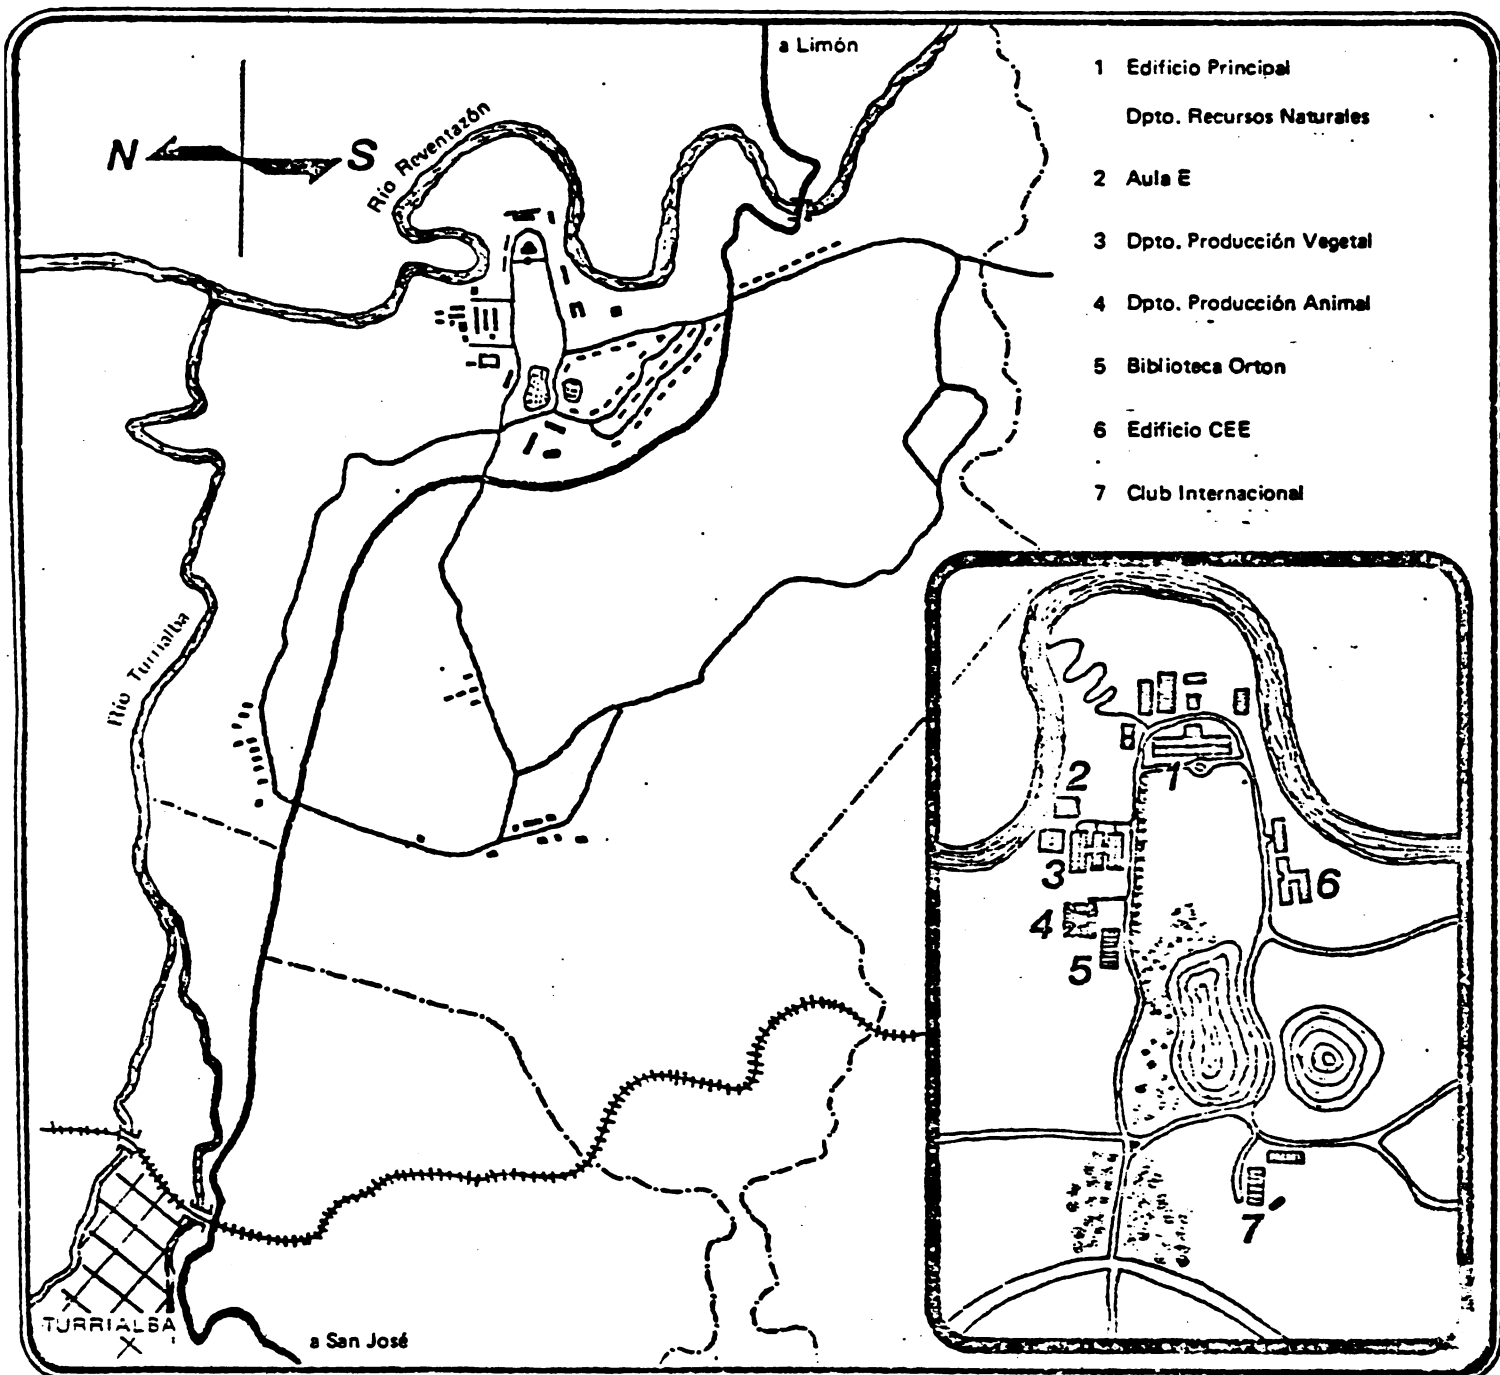 a Limón
N
S
Río Reventazón
1 Edificio Principal
Dpto. Recursos Naturales
2 Aula E
3 Dpto. Producción Vegetal
4 Dpto. Producción Animal
5 Biblioteca Orton
6 Edificio CEE
7 Club Internacional
Río Turrialba
1
2
3
4
5
6
7
TURRIALBA
a San José